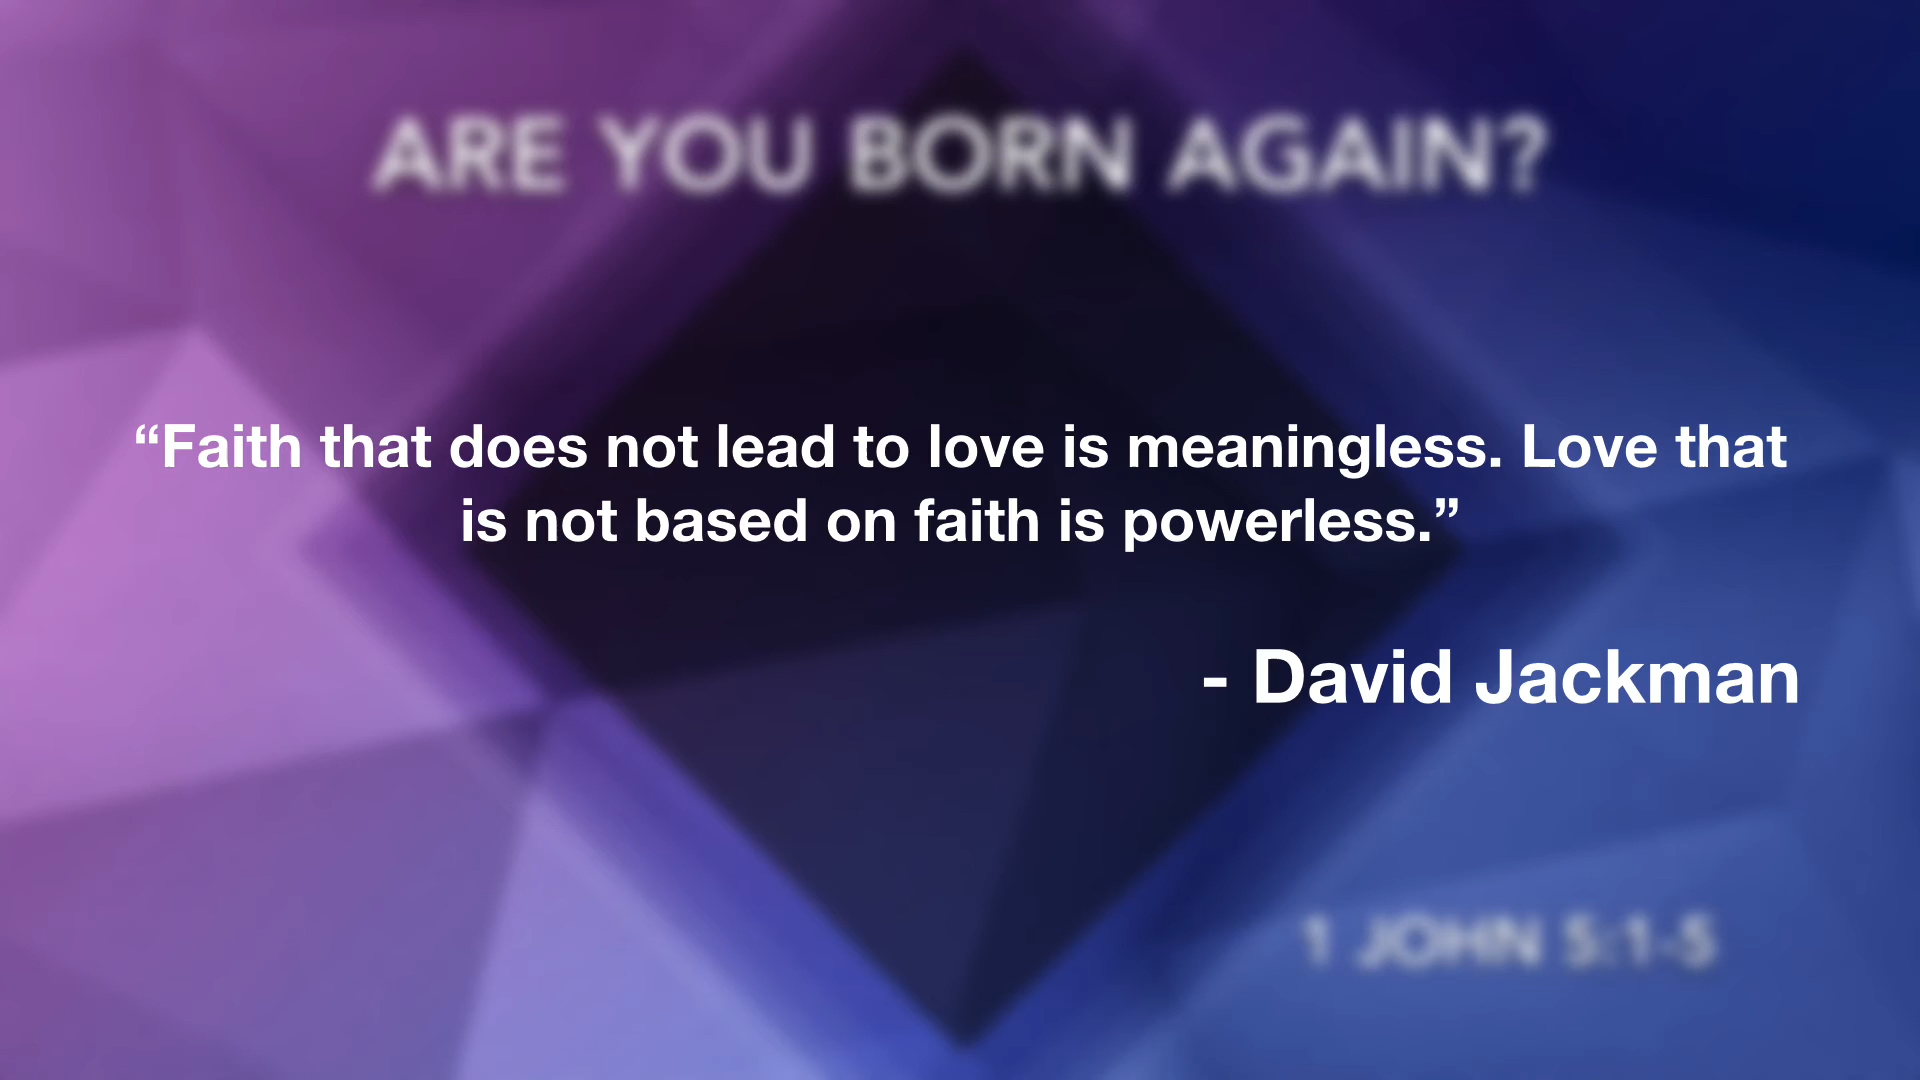 ARE YOU BORN AGAIN?
“Faith that does not lead to love is meaningless. Love that
is not based on faith is powerless.”
- David Jackman
1 JOHN 5:1-5